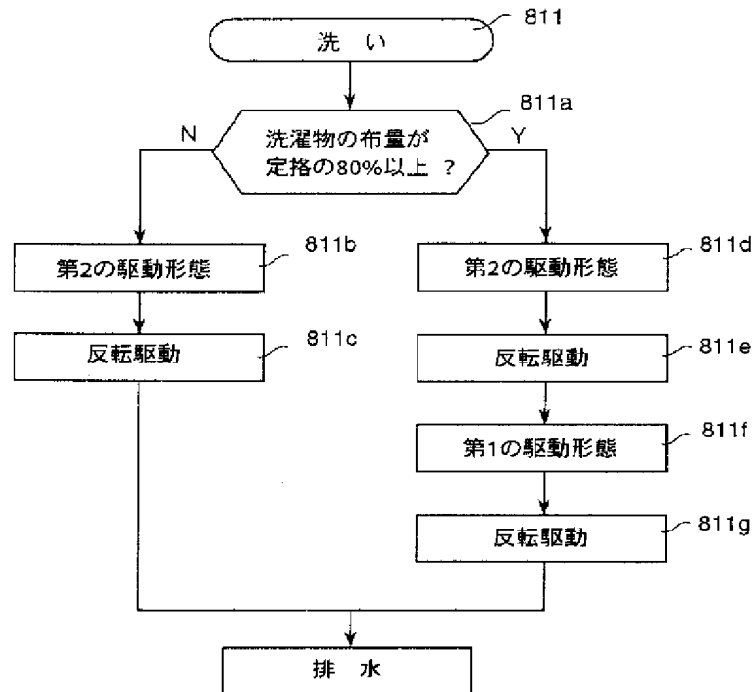 811
洗 い
811a
N
洗濯物の布量が
定格の80%以上 ?
Y
811b
第2の駆動形態
811d
第2の駆動形態
811c
反転駆動
811e
反転駆動
811f
第1の駆動形態
811g
反転駆動
排 水